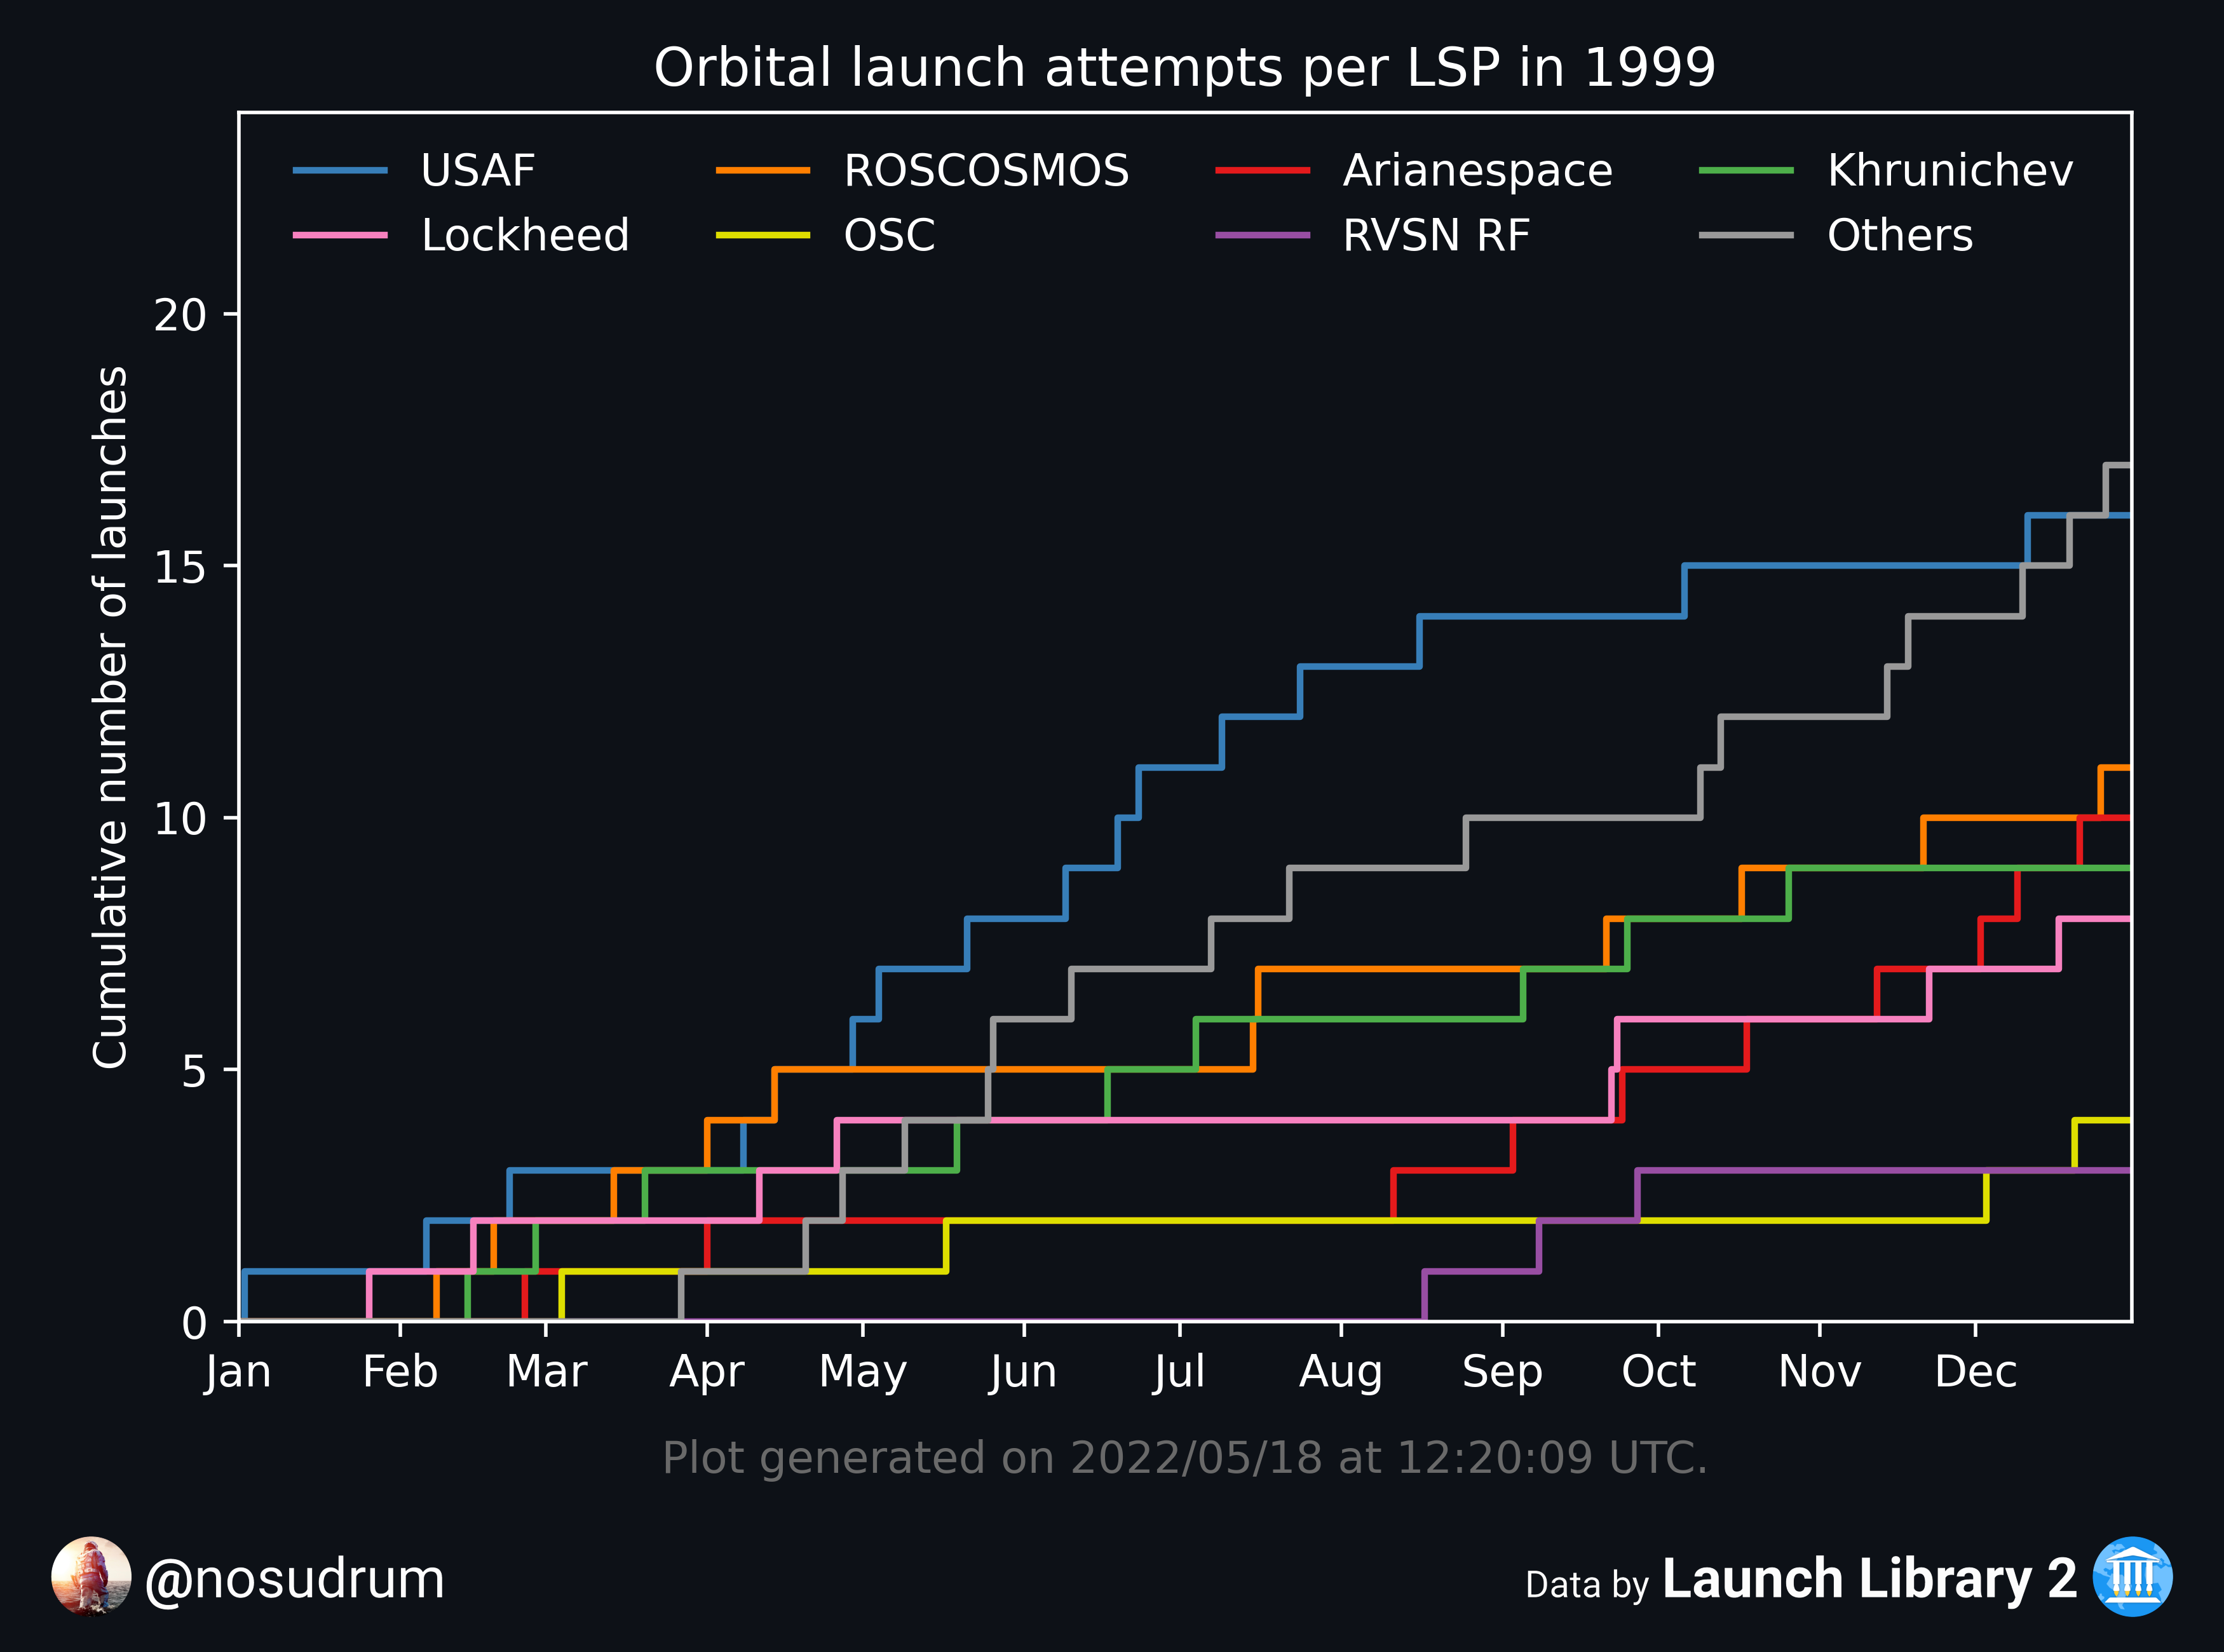 Orbital launch attempts per LSP in 1999
USAF ROSCOSMOS Arianespace Khrunichev
Lockheed OSC RVSN RF Others
Cumulative number of launches
20
15
10
5
0
Jan Feb Mar Apr May Jun Jul Aug Sep Oct Nov Dec
Plot generated on 2022/05/18 at 12:20:09 UTC.
@nosudrum
Data by Launch Library 2